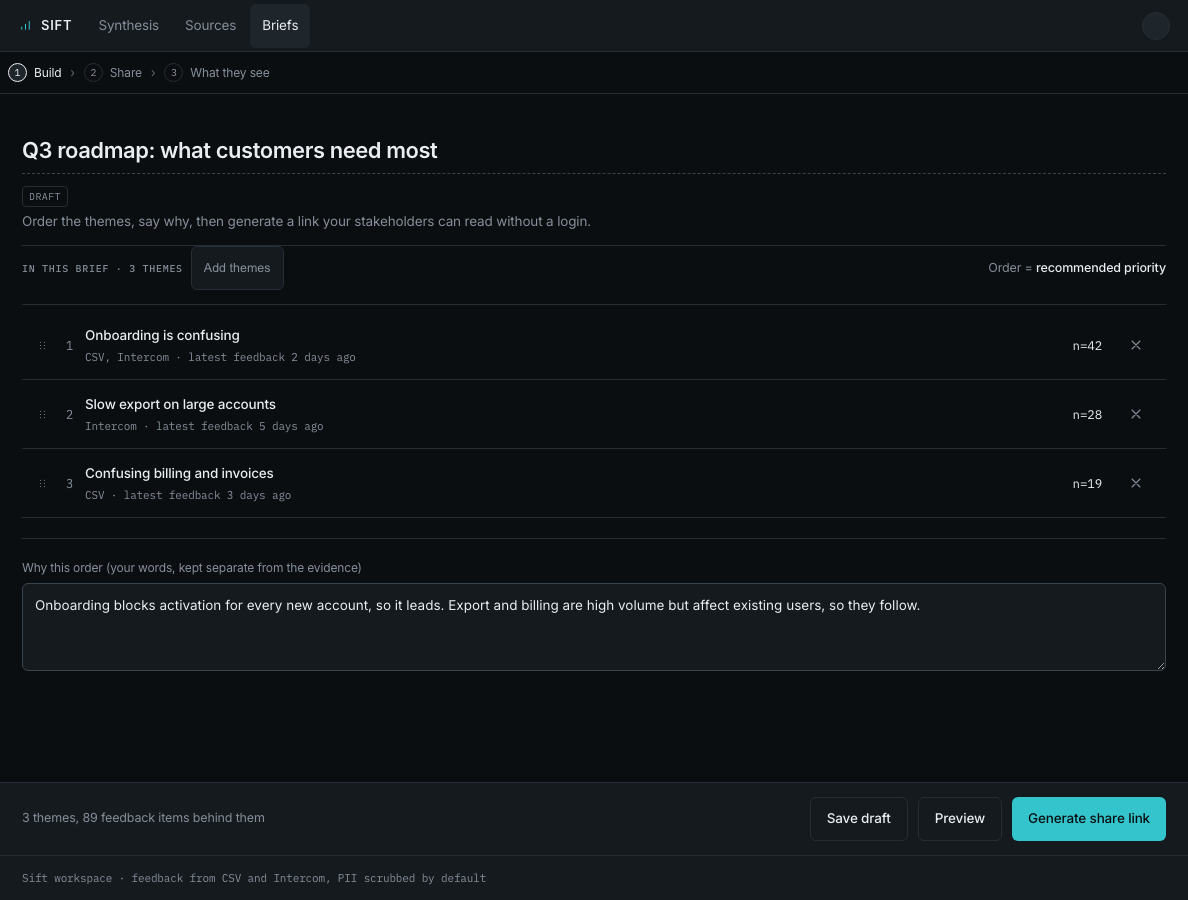 SIFT Synthesis Sources Briefs
1 Build › 2 Share › 3 What they see
Q3 roadmap: what customers need most
DRAFT
Order the themes, say why, then generate a link your stakeholders can read without a login.
IN THIS BRIEF · 3 THEMES Add themes Order = recommended priority
1 Onboarding is confusing
CSV, Intercom · latest feedback 2 days ago
n=42
2 Slow export on large accounts
Intercom · latest feedback 5 days ago
n=28
3 Confusing billing and invoices
CSV · latest feedback 3 days ago
n=19
Why this order (your words, kept separate from the evidence)
Onboarding blocks activation for every new account, so it leads. Export and billing are high volume but affect existing users, so they follow.
3 themes, 89 feedback items behind them Save draft Preview Generate share link
Sift workspace · feedback from CSV and Intercom, PII scrubbed by default